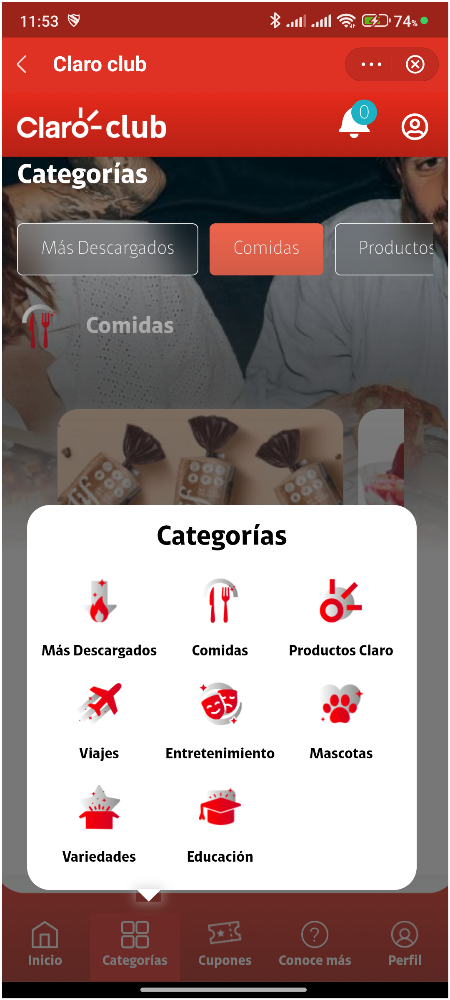 11:53
74%
Claro club
0
Claro-club
Categorías
Más Descargados
Comidas
Productos
Comidas
Categorías
Más Descargados
Comidas
Productos Claro
Viajes
Entretenimiento
Mascotas
Variedades
Educación
Inicio
Categorías
Cupones
Conoce más
Perfil